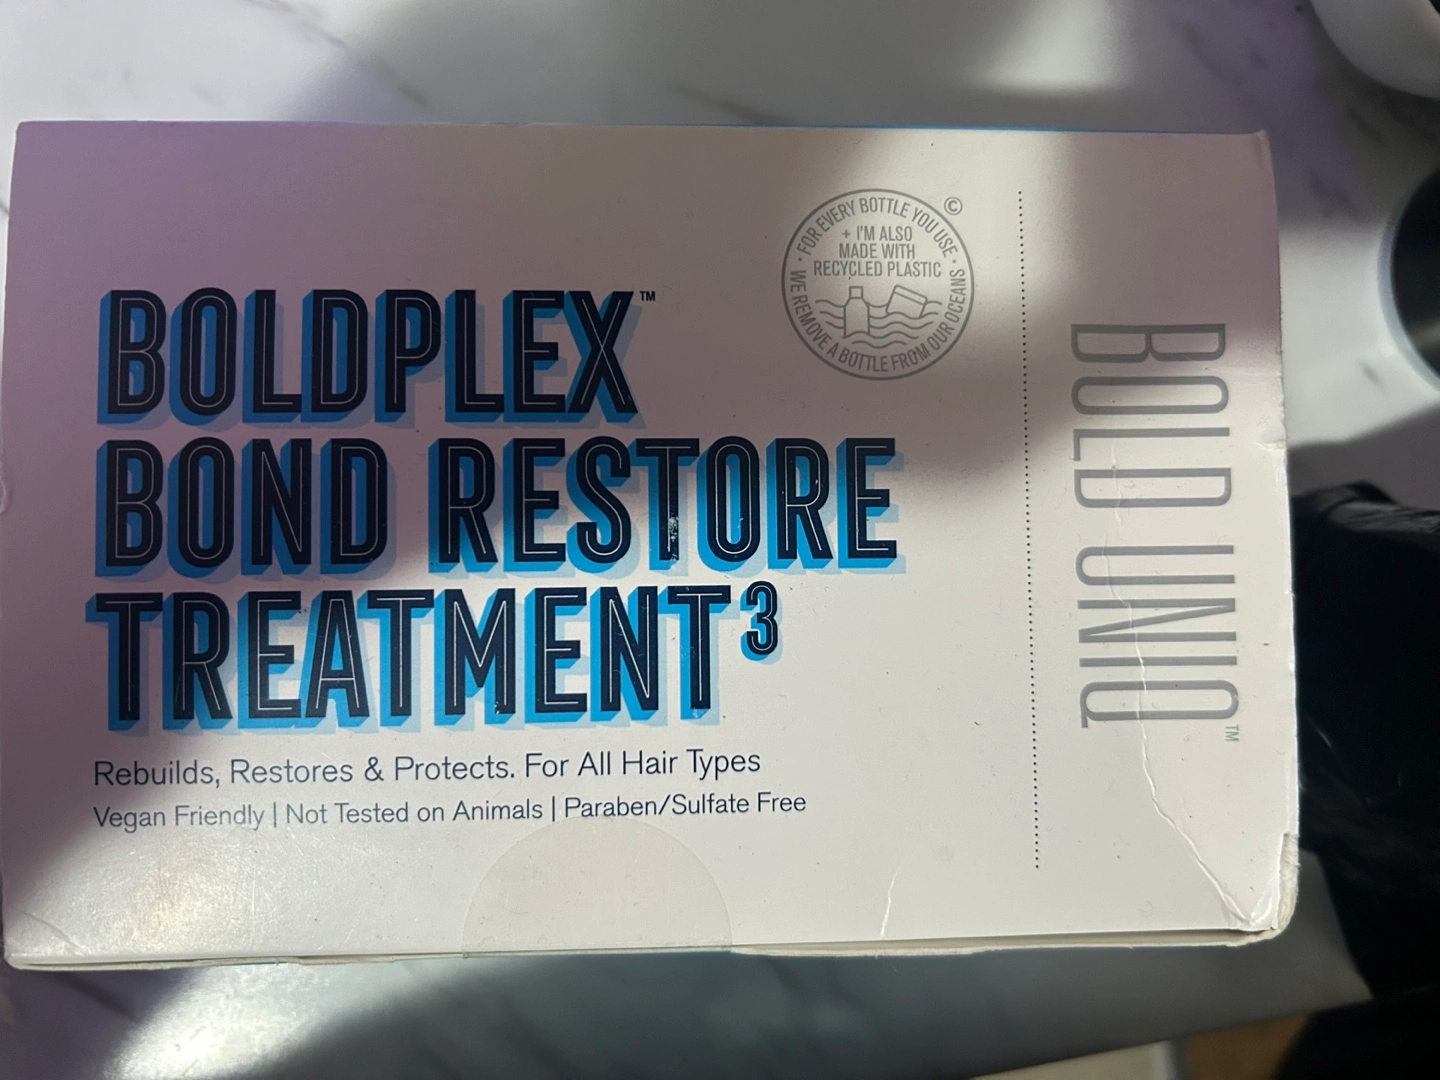 BOLDPLEX™
BOND RESTORE
TREATMENT³
Rebuilds, Restores & Protects. For All Hair Types
Vegan Friendly | Not Tested on Animals | Paraben/Sulfate Free
• FOR EVERY BOTTLE YOU USE •
WE REMOVE A BOTTLE FROM OUR OCEANS
©
+ I'M ALSO
MADE WITH
RECYCLED PLASTIC
BOLD UNIQ™